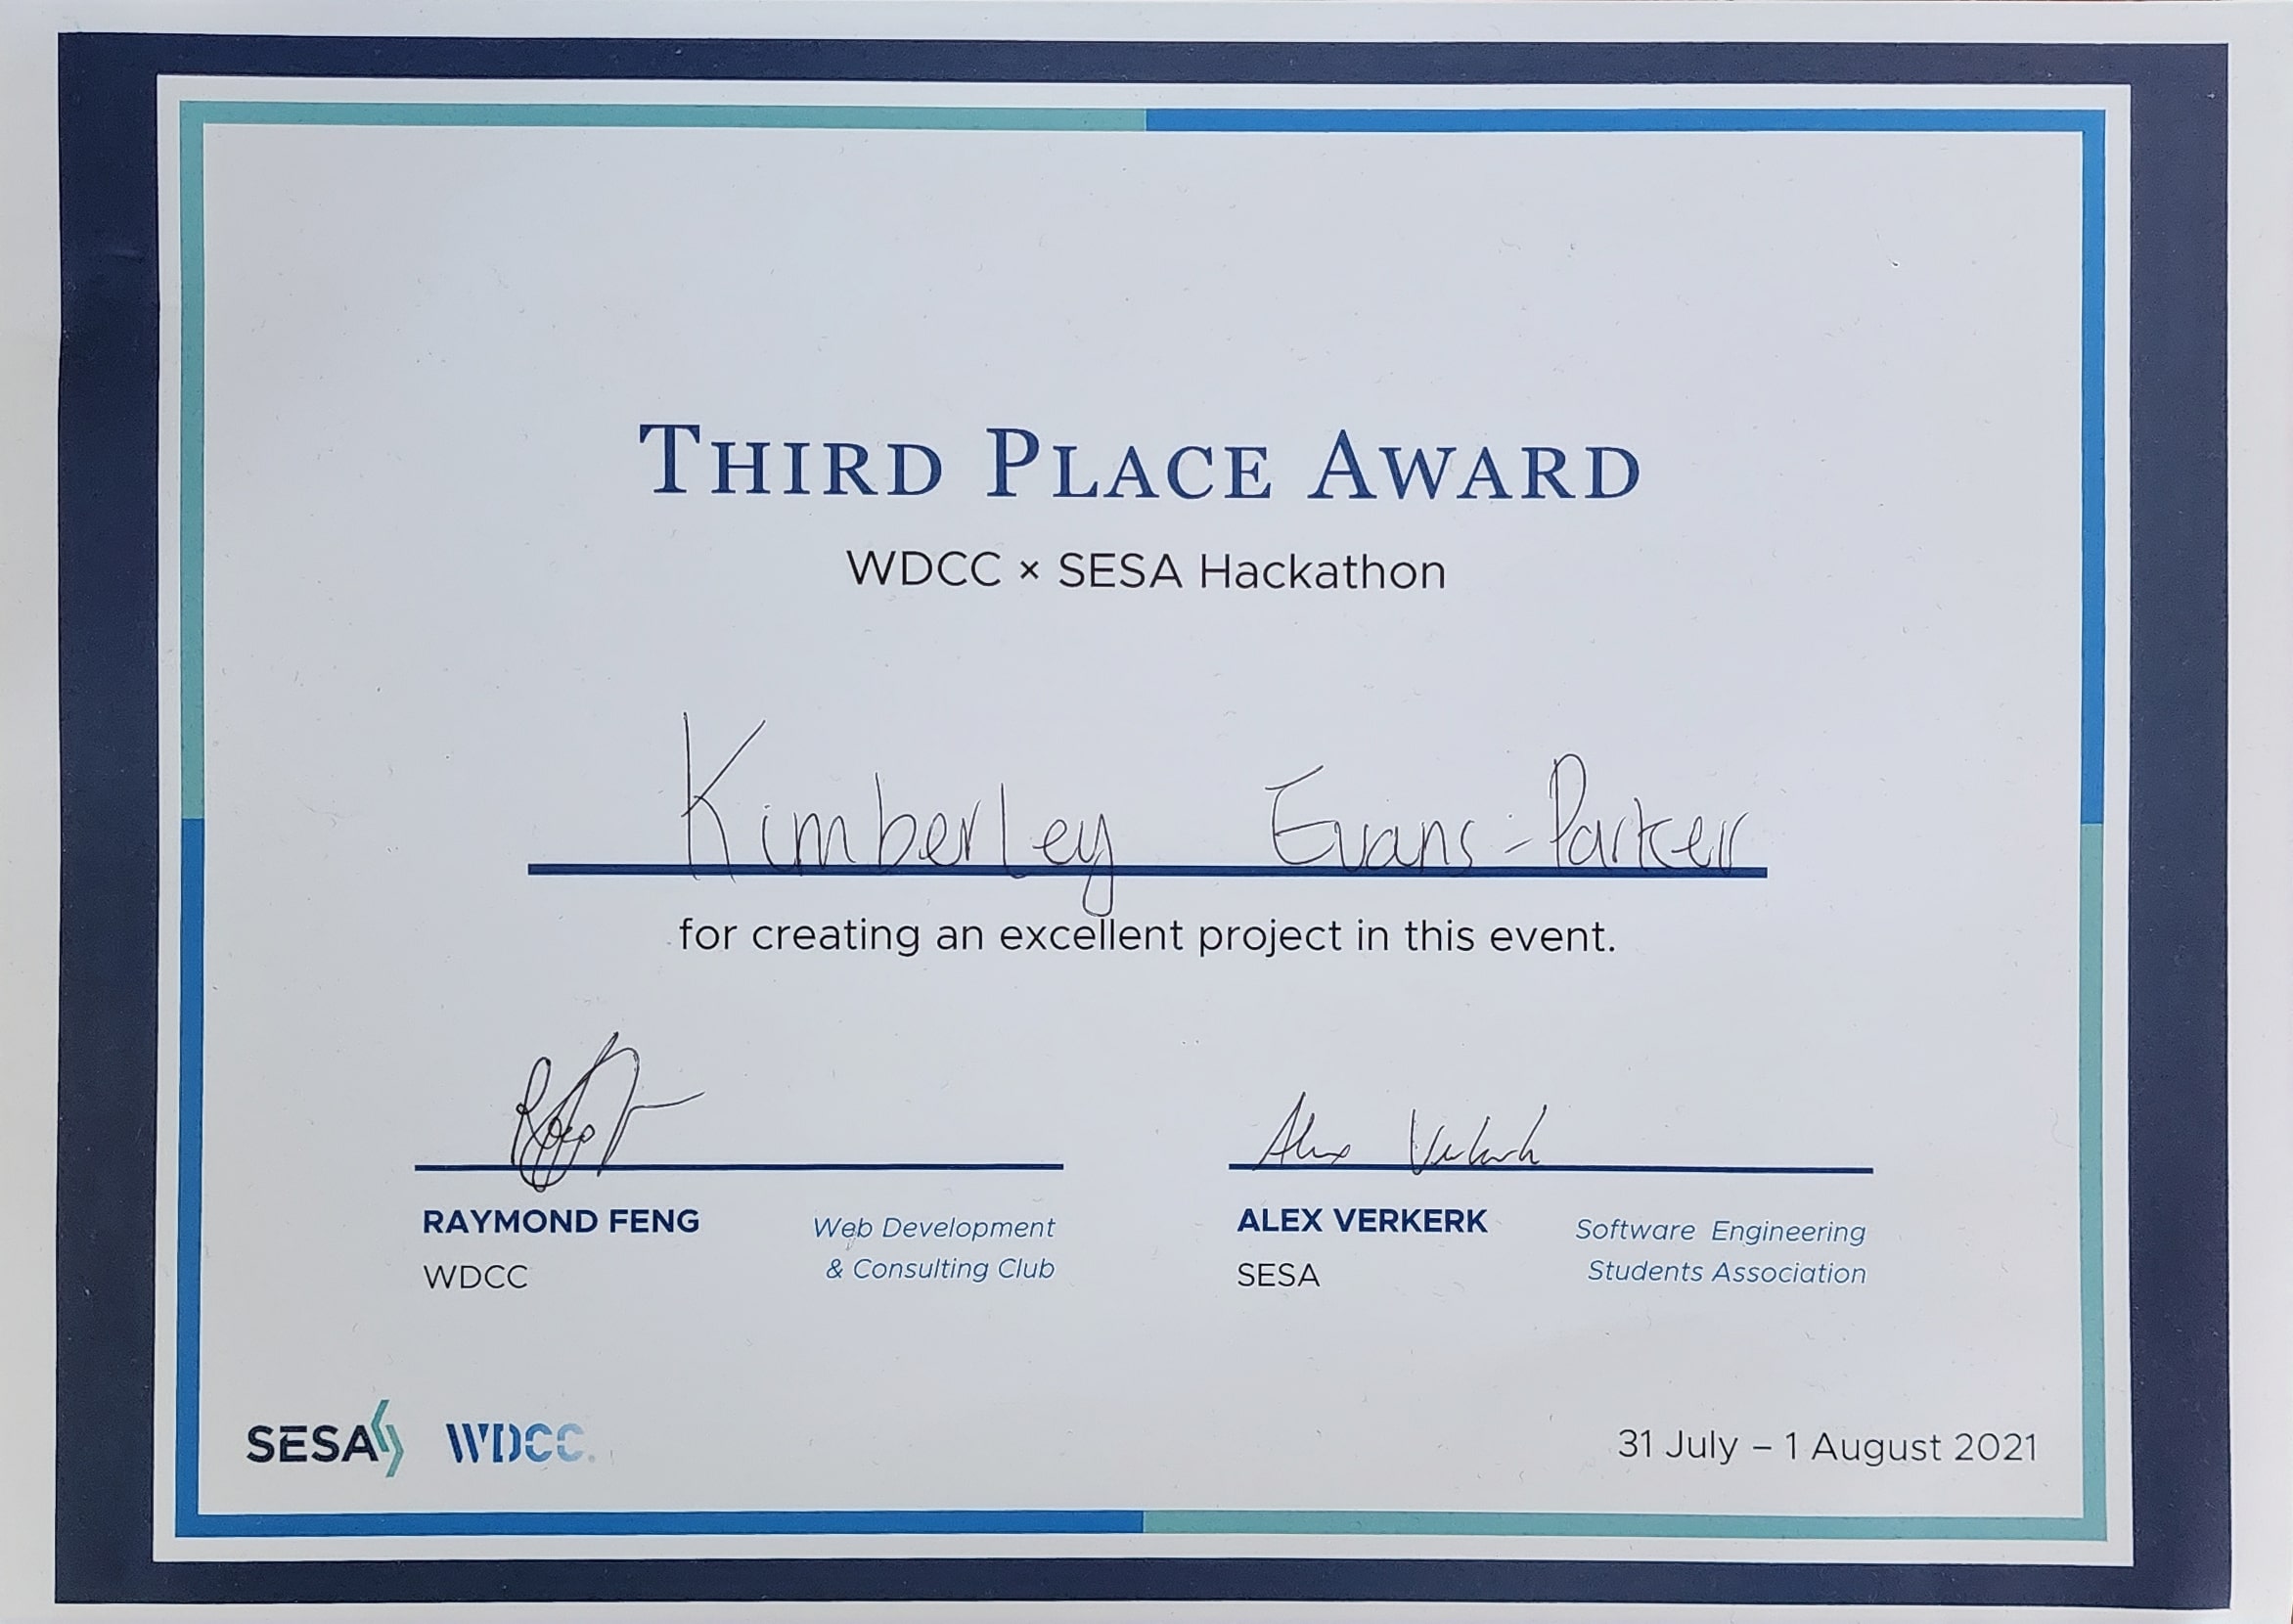 THIRD PLACE AWARD
WDCC × SESA Hackathon
Kimberley Evans-Parker
for creating an excellent project in this event.
Alex Verkerk
RAYMOND FENG
WDCC
Web Development
& Consulting Club
ALEX VERKERK
SESA
Software Engineering
Students Association
SESA WDCC.
31 July – 1 August 2021